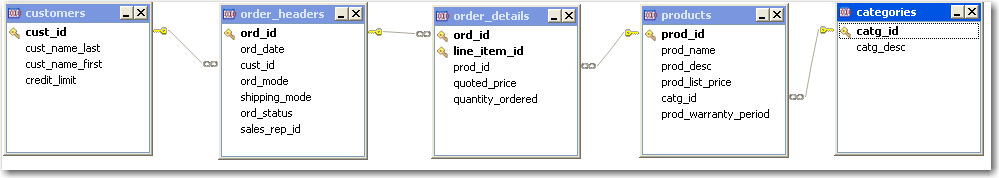 customers
cust_id
cust_name_last
cust_name_first
credit_limit
order_headers
ord_id
ord_date
cust_id
ord_mode
shipping_mode
ord_status
sales_rep_id
order_details
ord_id
line_item_id
prod_id
quoted_price
quantity_ordered
products
prod_id
prod_name
prod_desc
prod_list_price
catg_id
prod_warranty_period
categories
catg_id
catg_desc